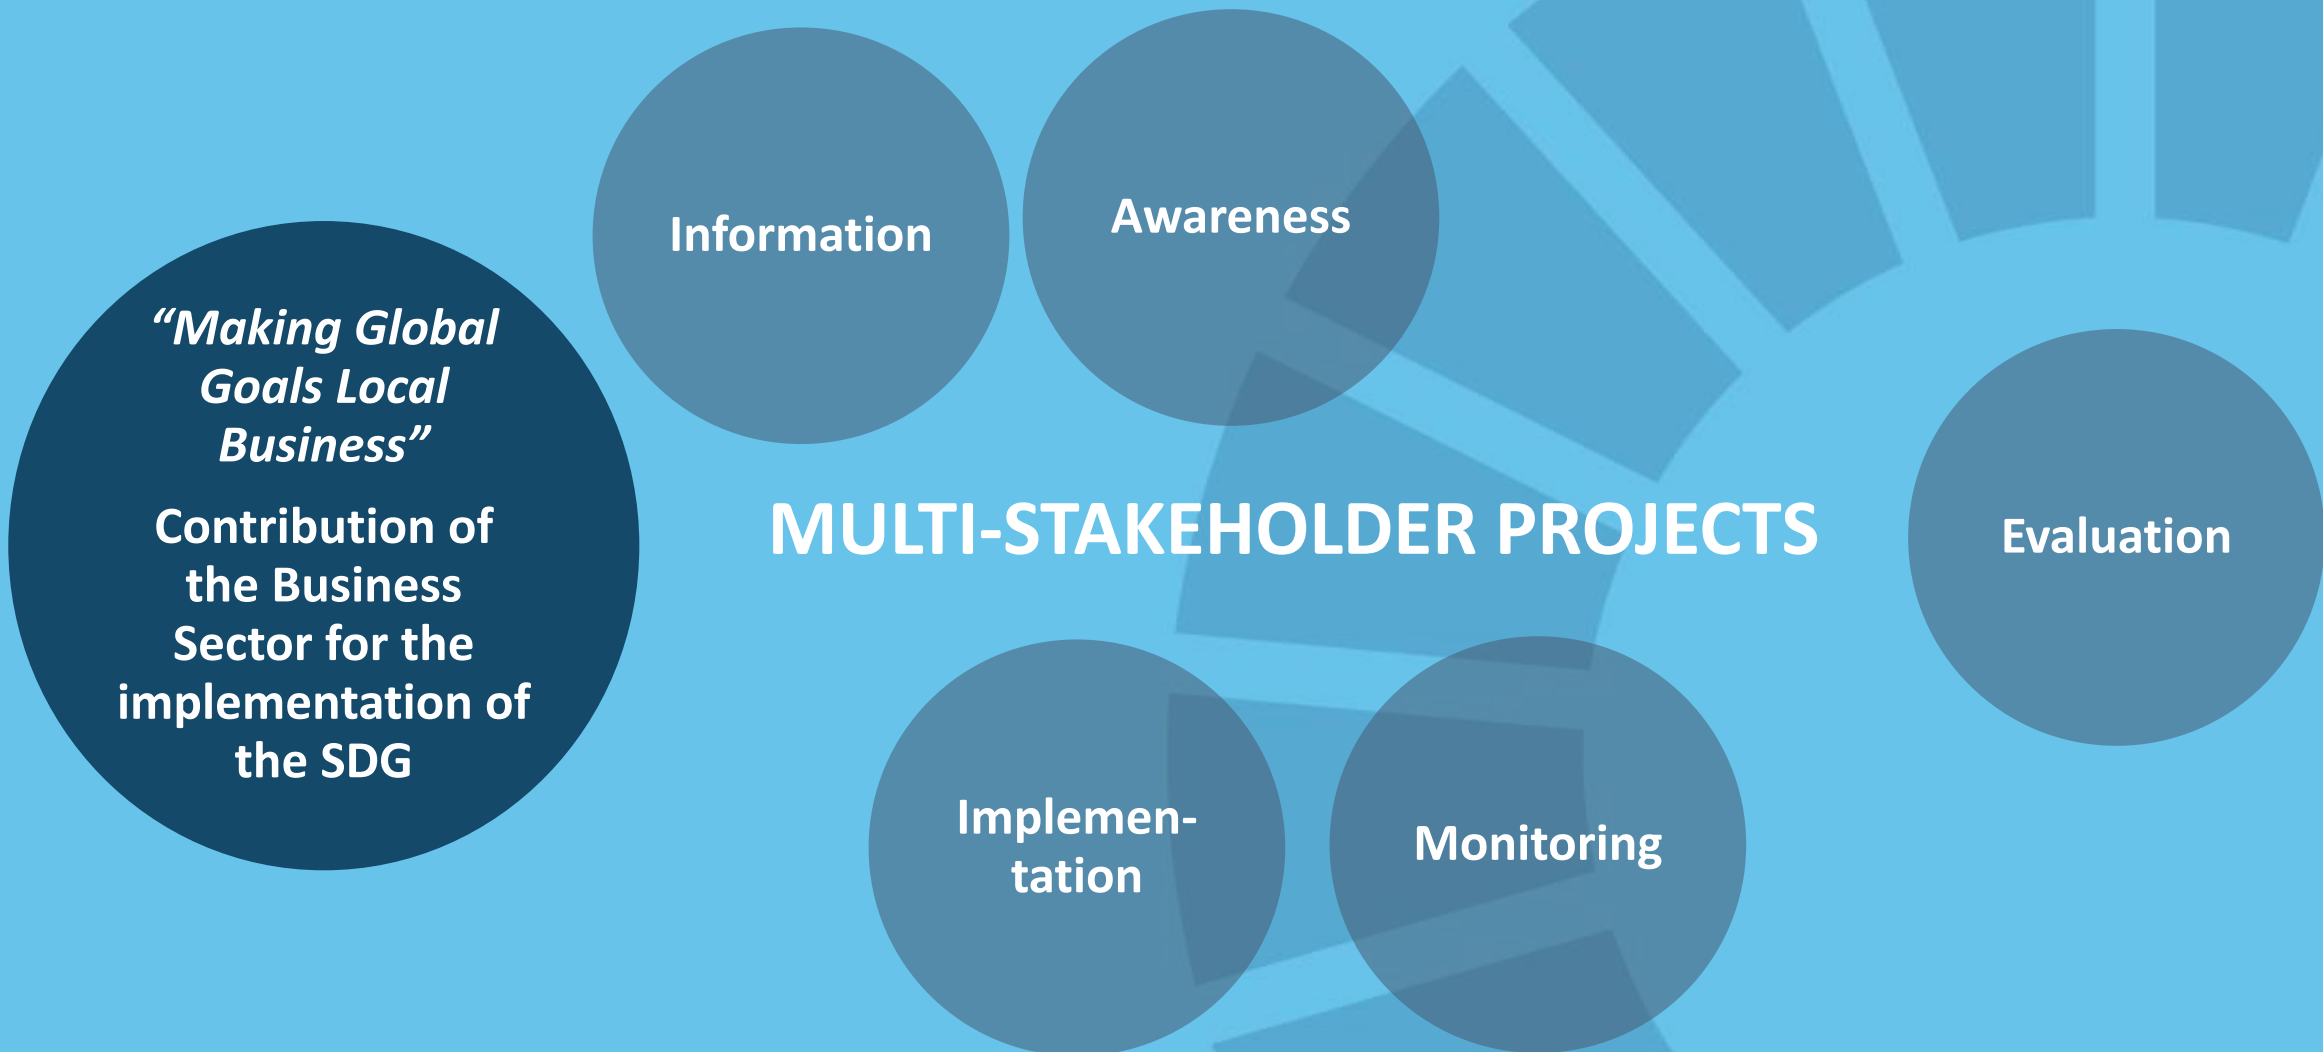 “Making Global
Goals Local
Business”
Contribution of
the Business
Sector for the
implementation of
the SDG
Information
Awareness
MULTI-STAKEHOLDER PROJECTS
Evaluation
Implemen-
tation
Monitoring